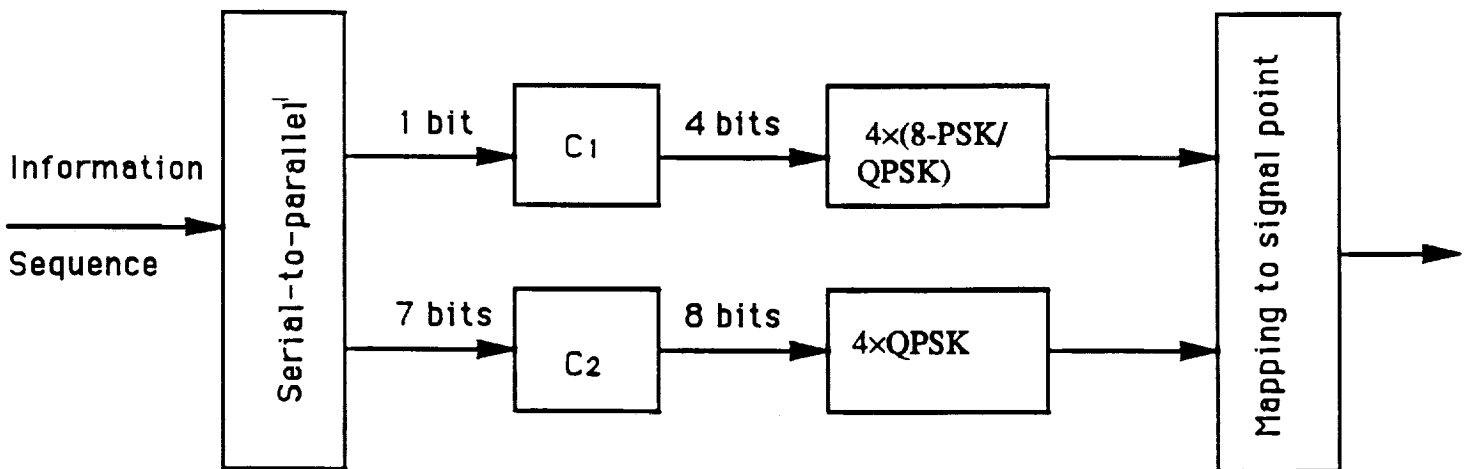 Information
Sequence
Serial-to-parallel
1 bit
C1
4 bits
4×(8-PSK/
QPSK)
7 bits
C2
8 bits
4×QPSK
Mapping to signal point